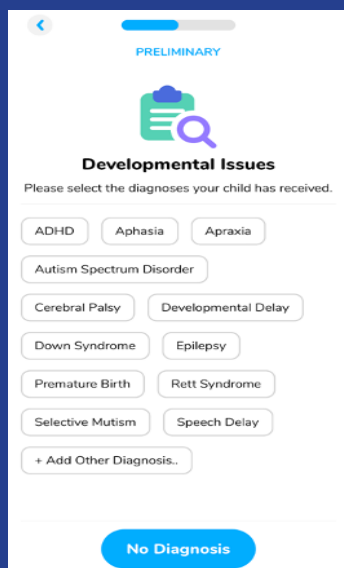 PRELIMINARY
Developmental Issues
Please select the diagnoses your child has received.
ADHD Aphasia Apraxia
Autism Spectrum Disorder
Cerebral Palsy Developmental Delay
Down Syndrome Epilepsy
Premature Birth Rett Syndrome
Selective Mutism Speech Delay
+ Add Other Diagnosis..
No Diagnosis